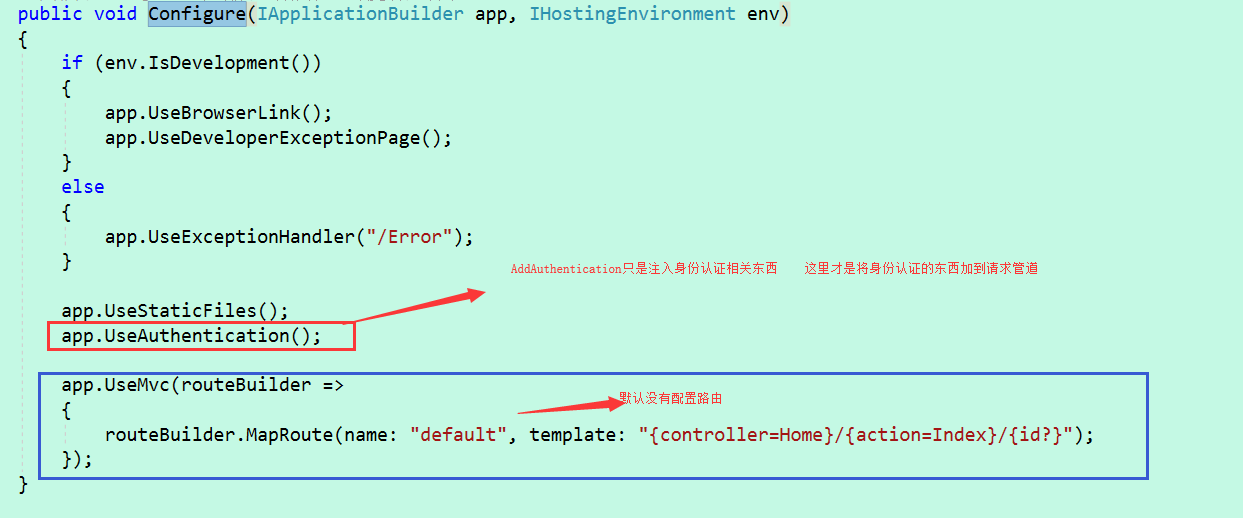 public void Configure(IApplicationBuilder app, IHostingEnvironment env)
{
if (env.IsDevelopment())
{
app.UseBrowserLink();
app.UseDeveloperExceptionPage();
}
else
{
app.UseExceptionHandler("/Error");
}
AddAuthentication只是注入身份认证相关东西 这里才是将身份认证的东西加到请求管道
app.UseStaticFiles();
app.UseAuthentication();
app.UseMvc(routeBuilder =>
{
默认没有配置路由
routeBuilder.MapRoute(name: "default", template: "{controller=Home}/{action=Index}/{id?}");
});
}